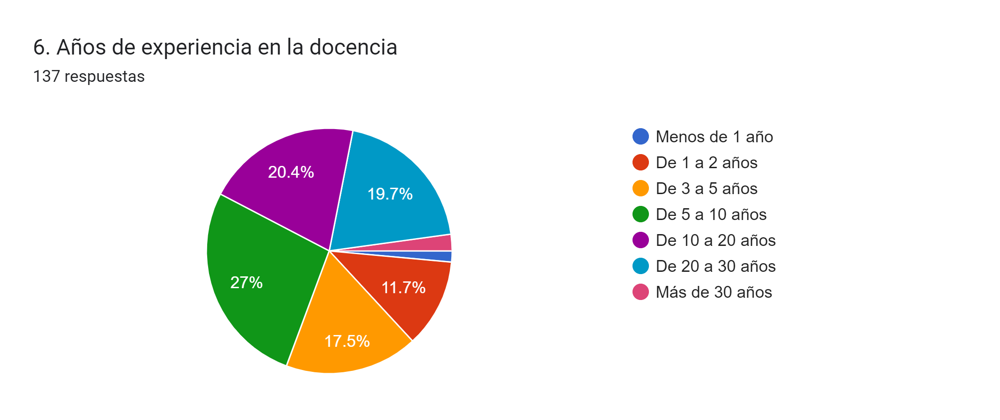 6. Años de experiencia en la docencia
137 respuestas
20.4%
19.7%
27%
11.7%
17.5%
Menos de 1 año
De 1 a 2 años
De 3 a 5 años
De 5 a 10 años
De 10 a 20 años
De 20 a 30 años
Más de 30 años